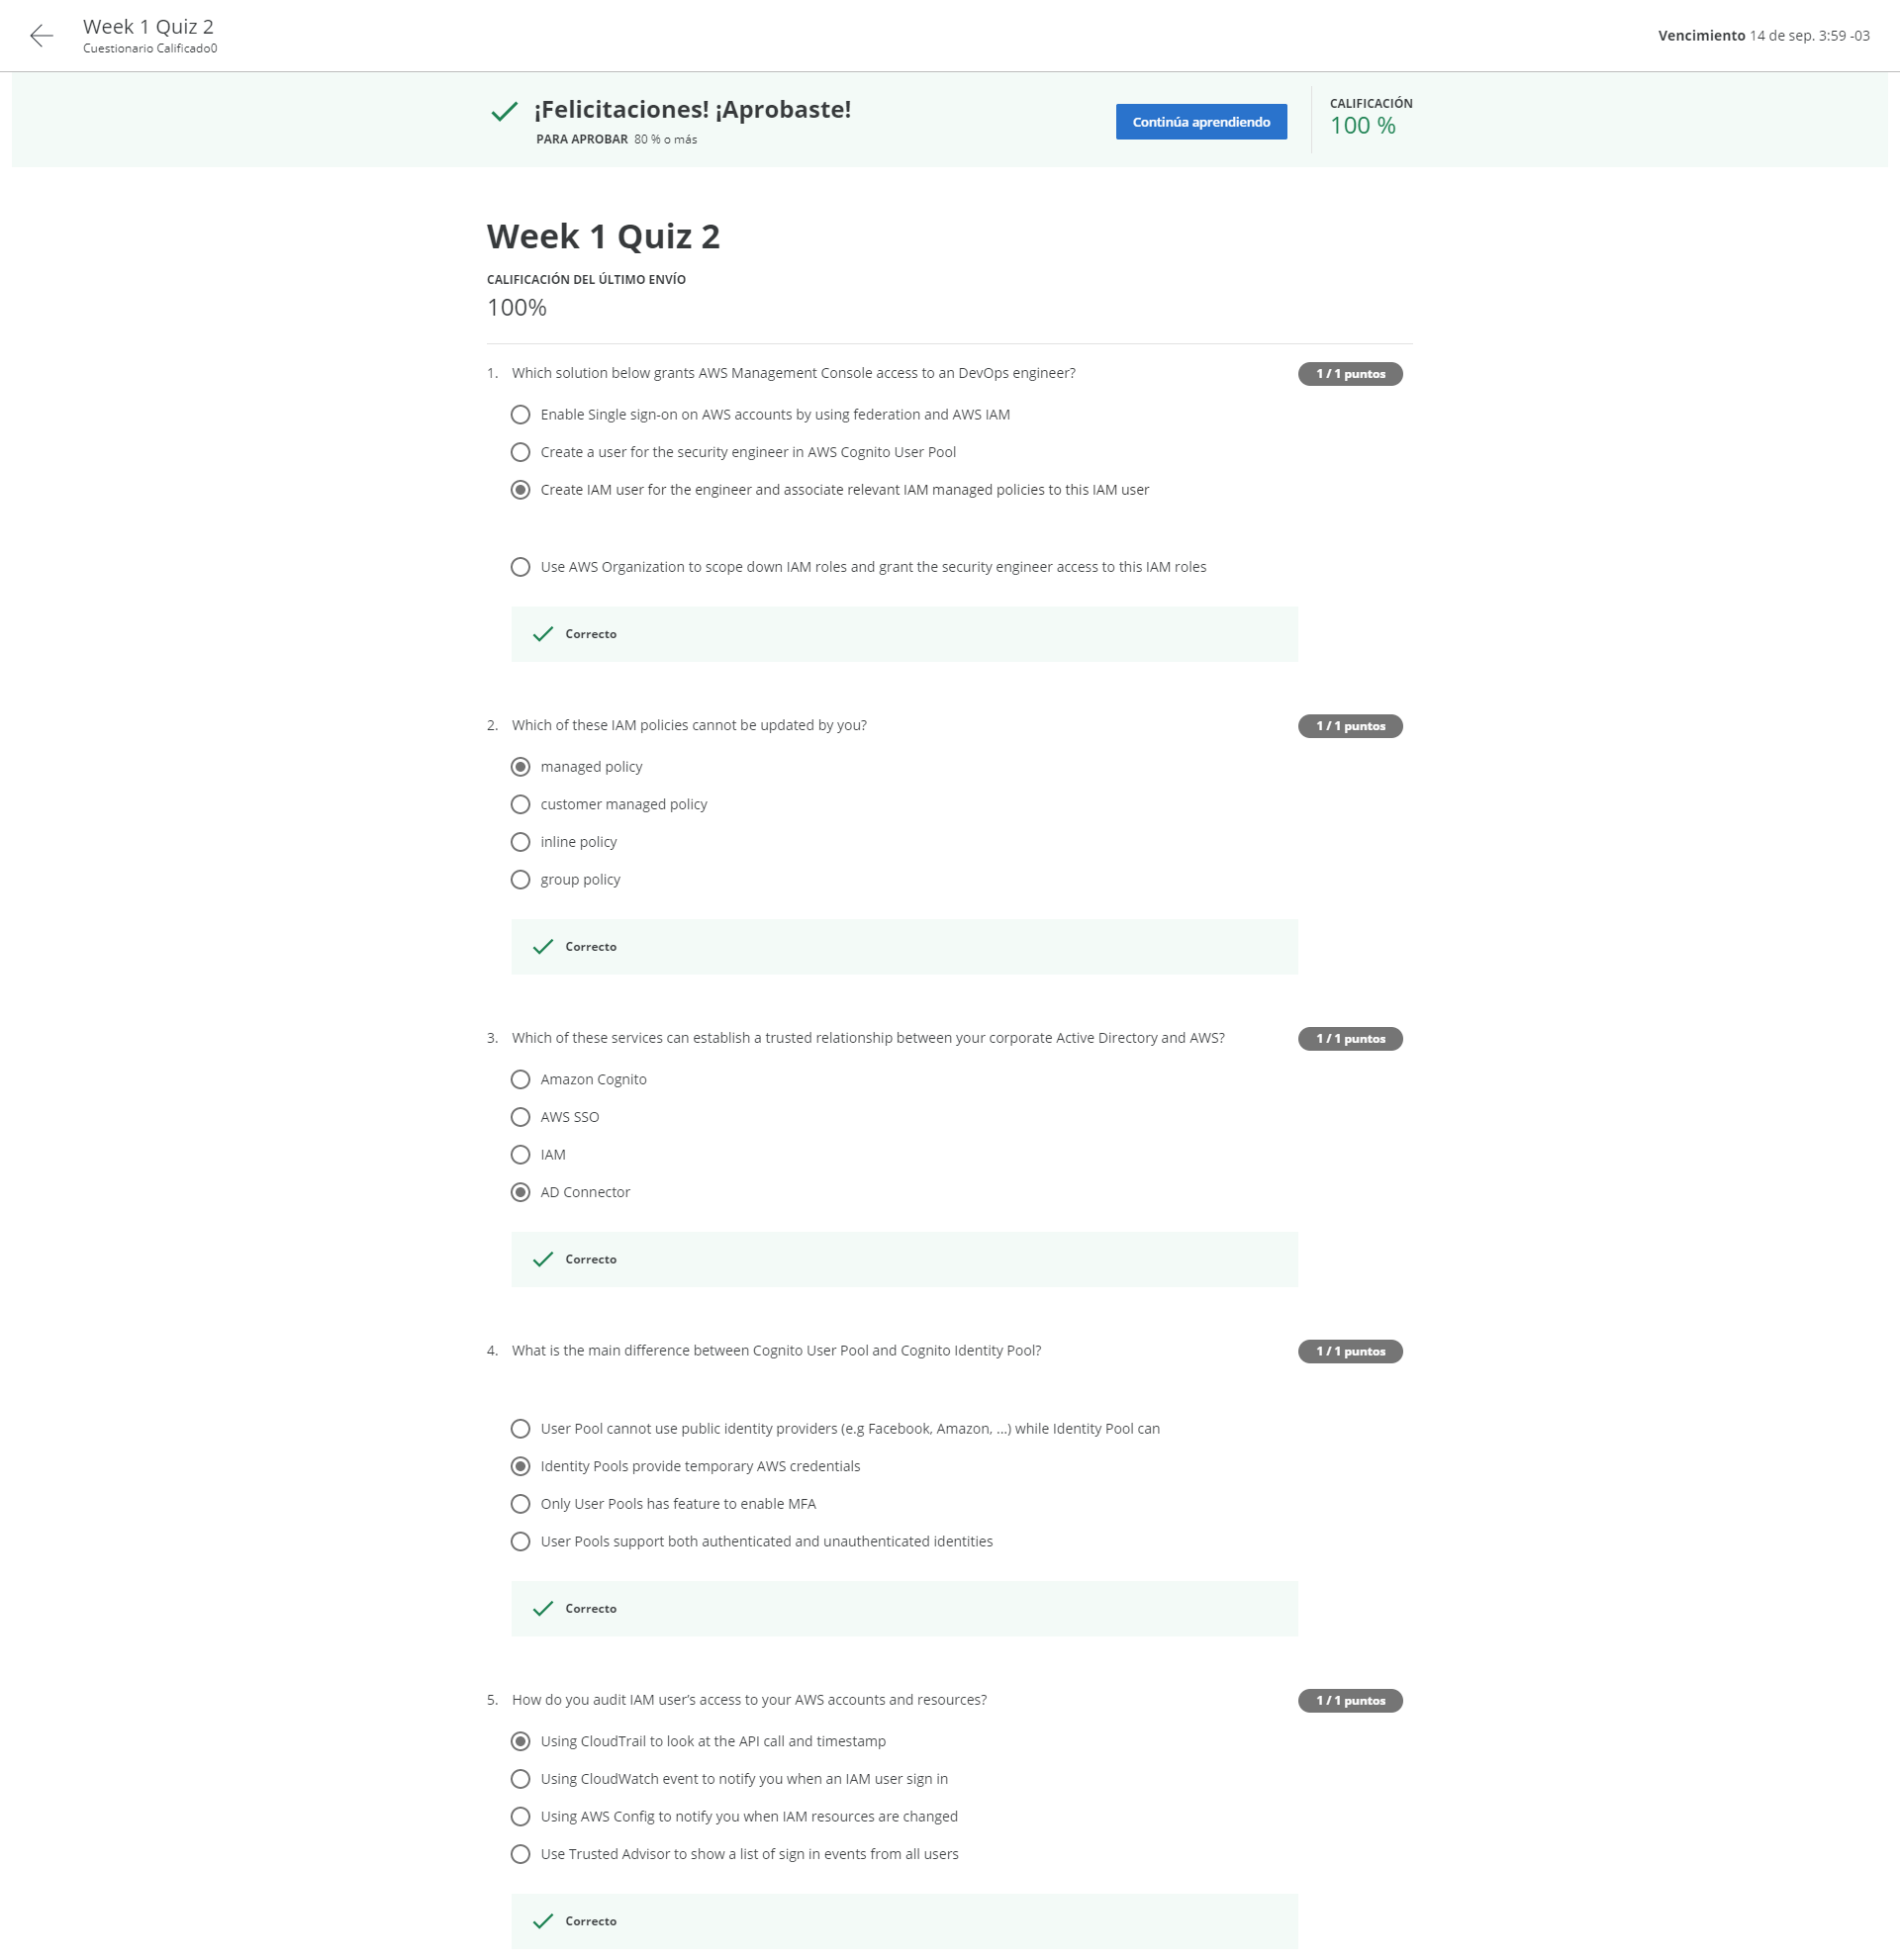 Week 1 Quiz 2
Cuestionario Calificado0
Vencimiento 14 de sep. 3:59 -03
¡Felicitaciones! ¡Aprobaste!
PARA APROBAR 80 % o más
Continúa aprendiendo
CALIFICACIÓN
100 %
Week 1 Quiz 2
CALIFICACIÓN DEL ÚLTIMO ENVÍO
100%
1. Which solution below grants AWS Management Console access to an DevOps engineer?
1 / 1 puntos
Enable Single sign-on on AWS accounts by using federation and AWS IAM
Create a user for the security engineer in AWS Cognito User Pool
Create IAM user for the engineer and associate relevant IAM managed policies to this IAM user
Use AWS Organization to scope down IAM roles and grant the security engineer access to this IAM roles
Correcto
2. Which of these IAM policies cannot be updated by you?
1 / 1 puntos
managed policy
customer managed policy
inline policy
group policy
Correcto
3. Which of these services can establish a trusted relationship between your corporate Active Directory and AWS?
1 / 1 puntos
Amazon Cognito
AWS SSO
IAM
AD Connector
Correcto
4. What is the main difference between Cognito User Pool and Cognito Identity Pool?
1 / 1 puntos
User Pool cannot use public identity providers (e.g Facebook, Amazon, ...) while Identity Pool can
Identity Pools provide temporary AWS credentials
Only User Pools has feature to enable MFA
User Pools support both authenticated and unauthenticated identities
Correcto
5. How do you audit IAM user’s access to your AWS accounts and resources?
1 / 1 puntos
Using CloudTrail to look at the API call and timestamp
Using CloudWatch event to notify you when an IAM user sign in
Using AWS Config to notify you when IAM resources are changed
Use Trusted Advisor to show a list of sign in events from all users
Correcto